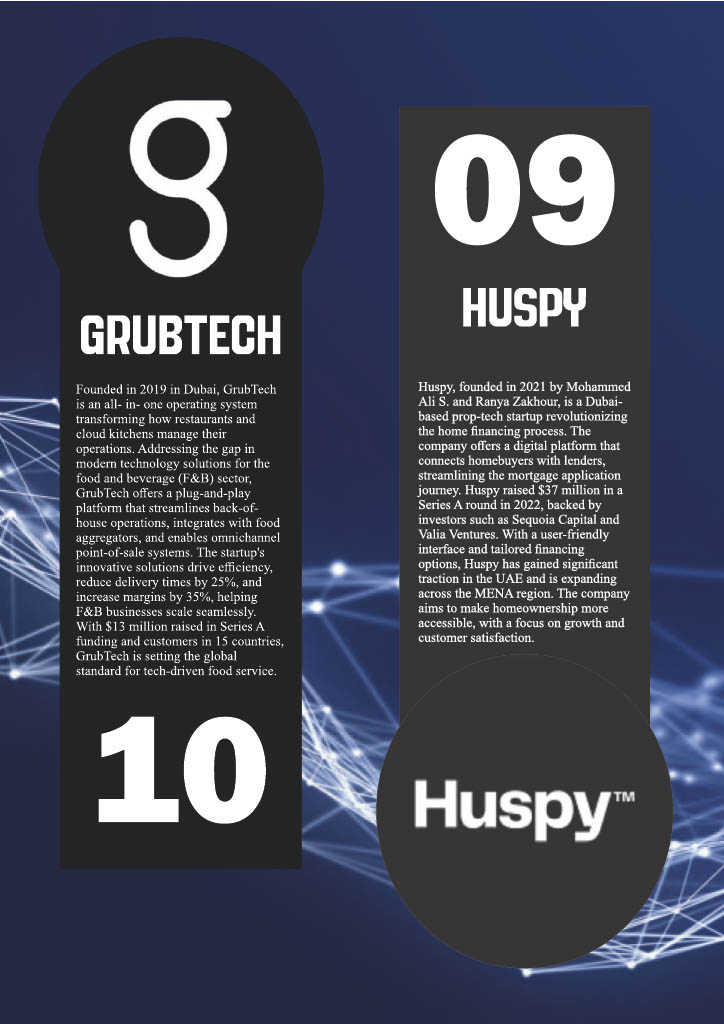 g
GRUBTECH
Founded in 2019 in Dubai, GrubTech
is an all- in- one operating system
transforming how restaurants and
cloud kitchens manage their
operations. Addressing the gap in
modern technology solutions for the
food and beverage (F&B) sector,
GrubTech offers a plug-and-play
platform that streamlines back-of-
house operations, integrates with food
aggregators, and enables omnichannel
point-of-sale systems. The startup's
innovative solutions drive efficiency,
reduce delivery times by 25%, and
increase margins by 35%, helping
F&B businesses scale seamlessly.
With $13 million raised in Series A
funding and customers in 15 countries,
GrubTech is setting the global
standard for tech-driven food service.
10
09
HUSPY
Huspy, founded in 2021 by Mohammed
Ali S. and Ranya Zakhour, is a Dubai-
based prop-tech startup revolutionizing
the home financing process. The
company offers a digital platform that
connects homebuyers with lenders,
streamlining the mortgage application
journey. Huspy raised $37 million in a
Series A round in 2022, backed by
investors such as Sequoia Capital and
Valia Ventures. With a user-friendly
interface and tailored financing
options, Huspy has gained significant
traction in the UAE and is expanding
across the MENA region. The company
aims to make homeownership more
accessible, with a focus on growth and
customer satisfaction.
Huspy™